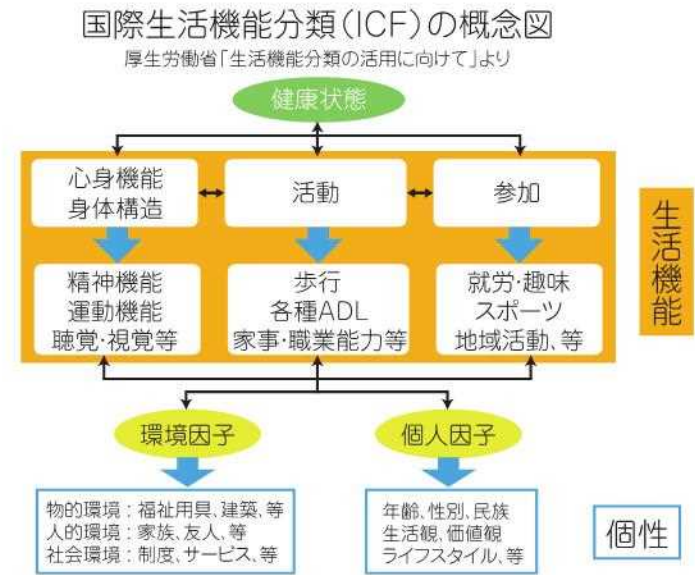 国際生活機能分類(ICF)の概念図
厚生労働省「生活機能分類の活用に向けて」より
健康状態
心身機能
身体構造
活動
参加
精神機能
運動機能
聴覚・視覚等
歩行
各種ADL
家事・職業能力等
就労・趣味
スポーツ
地域活動、等
生活機能
環境因子
個人因子
物的環境：福祉用具、建築、等
人的環境：家族、友人、等
社会環境：制度、サービス、等
年齢、性別、民族
生活観、価値観
ライフスタイル、等
個性